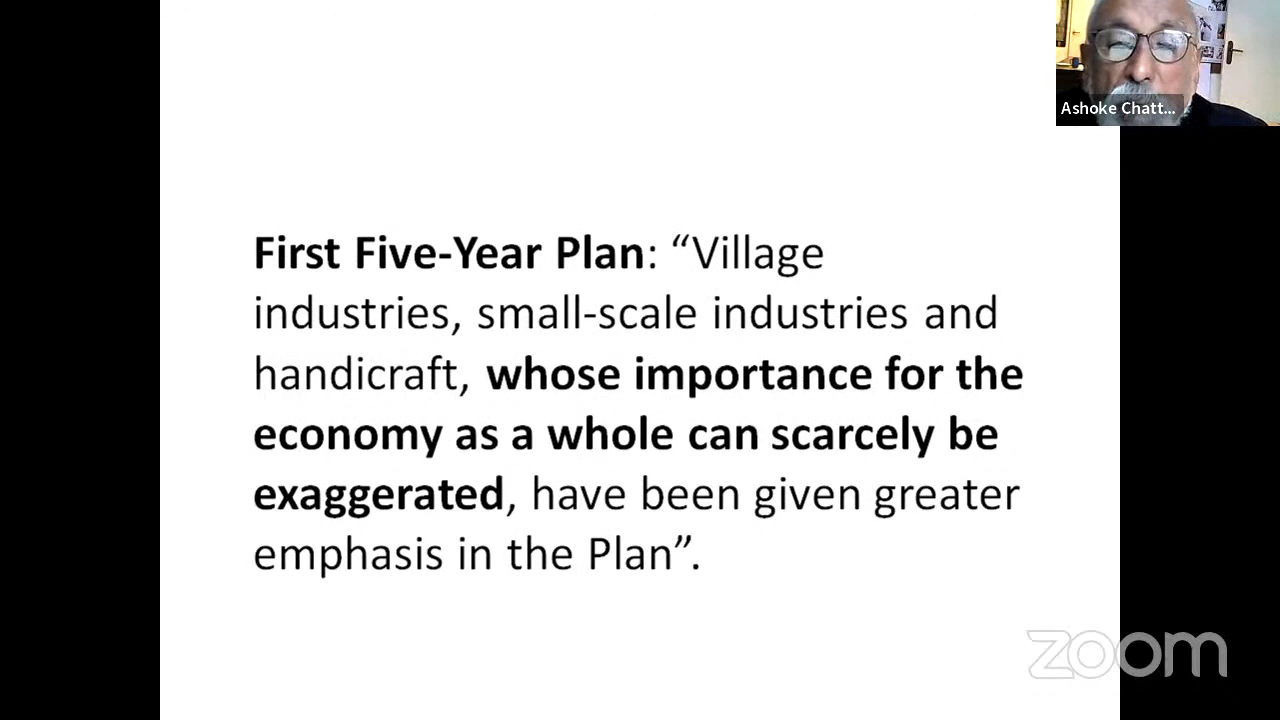 Ashoke Chatt...
First Five-Year Plan: “Village
industries, small-scale industries and
handicraft, whose importance for the
economy as a whole can scarcely be
exaggerated, have been given greater
emphasis in the Plan”.
zoom